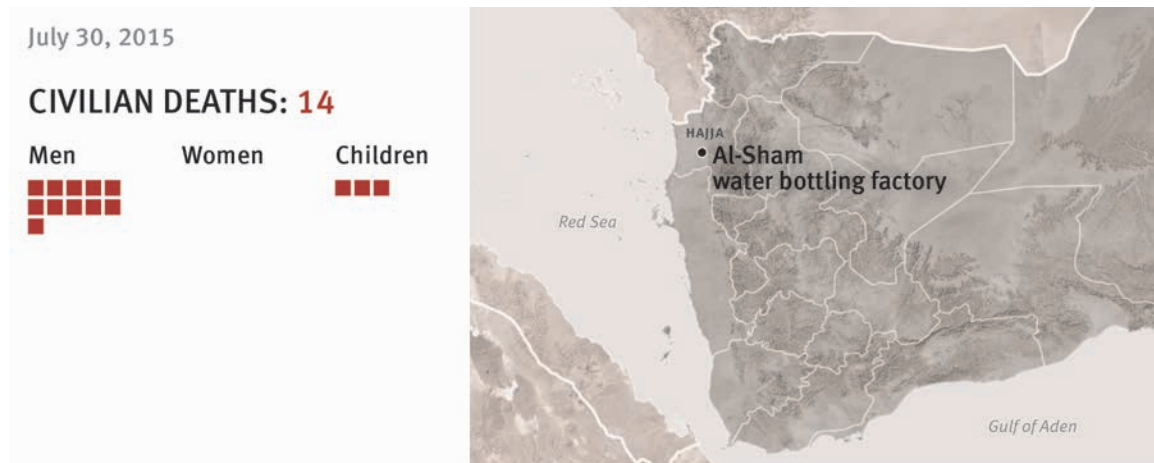 July 30, 2015
CIVILIAN DEATHS: 14
Men
Women
Children
HAJJA
Al-Sham
water bottling factory
Red Sea
Gulf of Aden